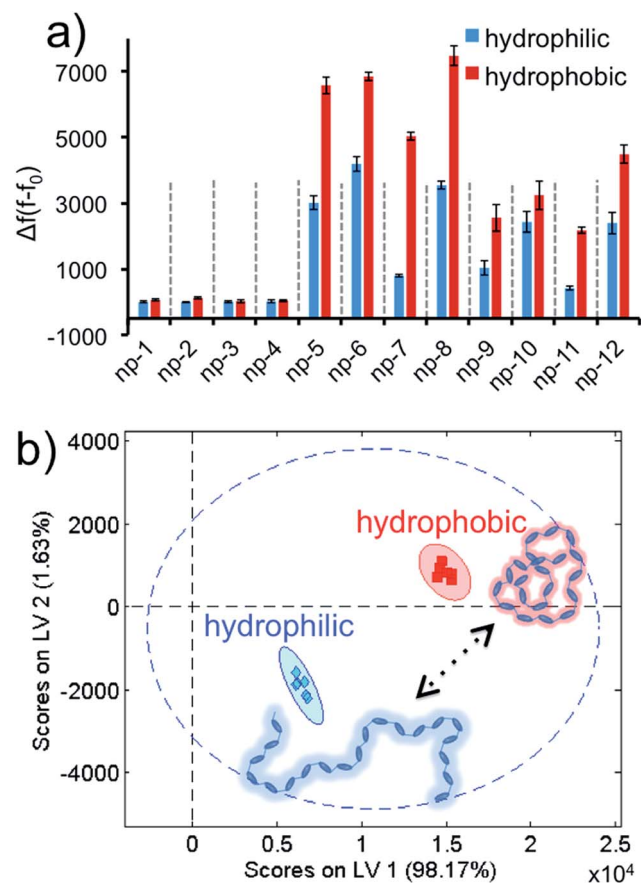 a)
hydrophilic
hydrophobic
Δf(f-f₀)
7000
5000
3000
1000
-1000
np-1
np-2
np-3
np-4
np-5
np-6
np-7
np-8
np-9
np-10
np-11
np-12
b)
Scores on LV 2 (1.63%)
4000
2000
0
-2000
-4000
hydrophobic
hydrophilic
0 0.5 1 1.5 2 2.5
Scores on LV 1 (98.17%)
x10⁴